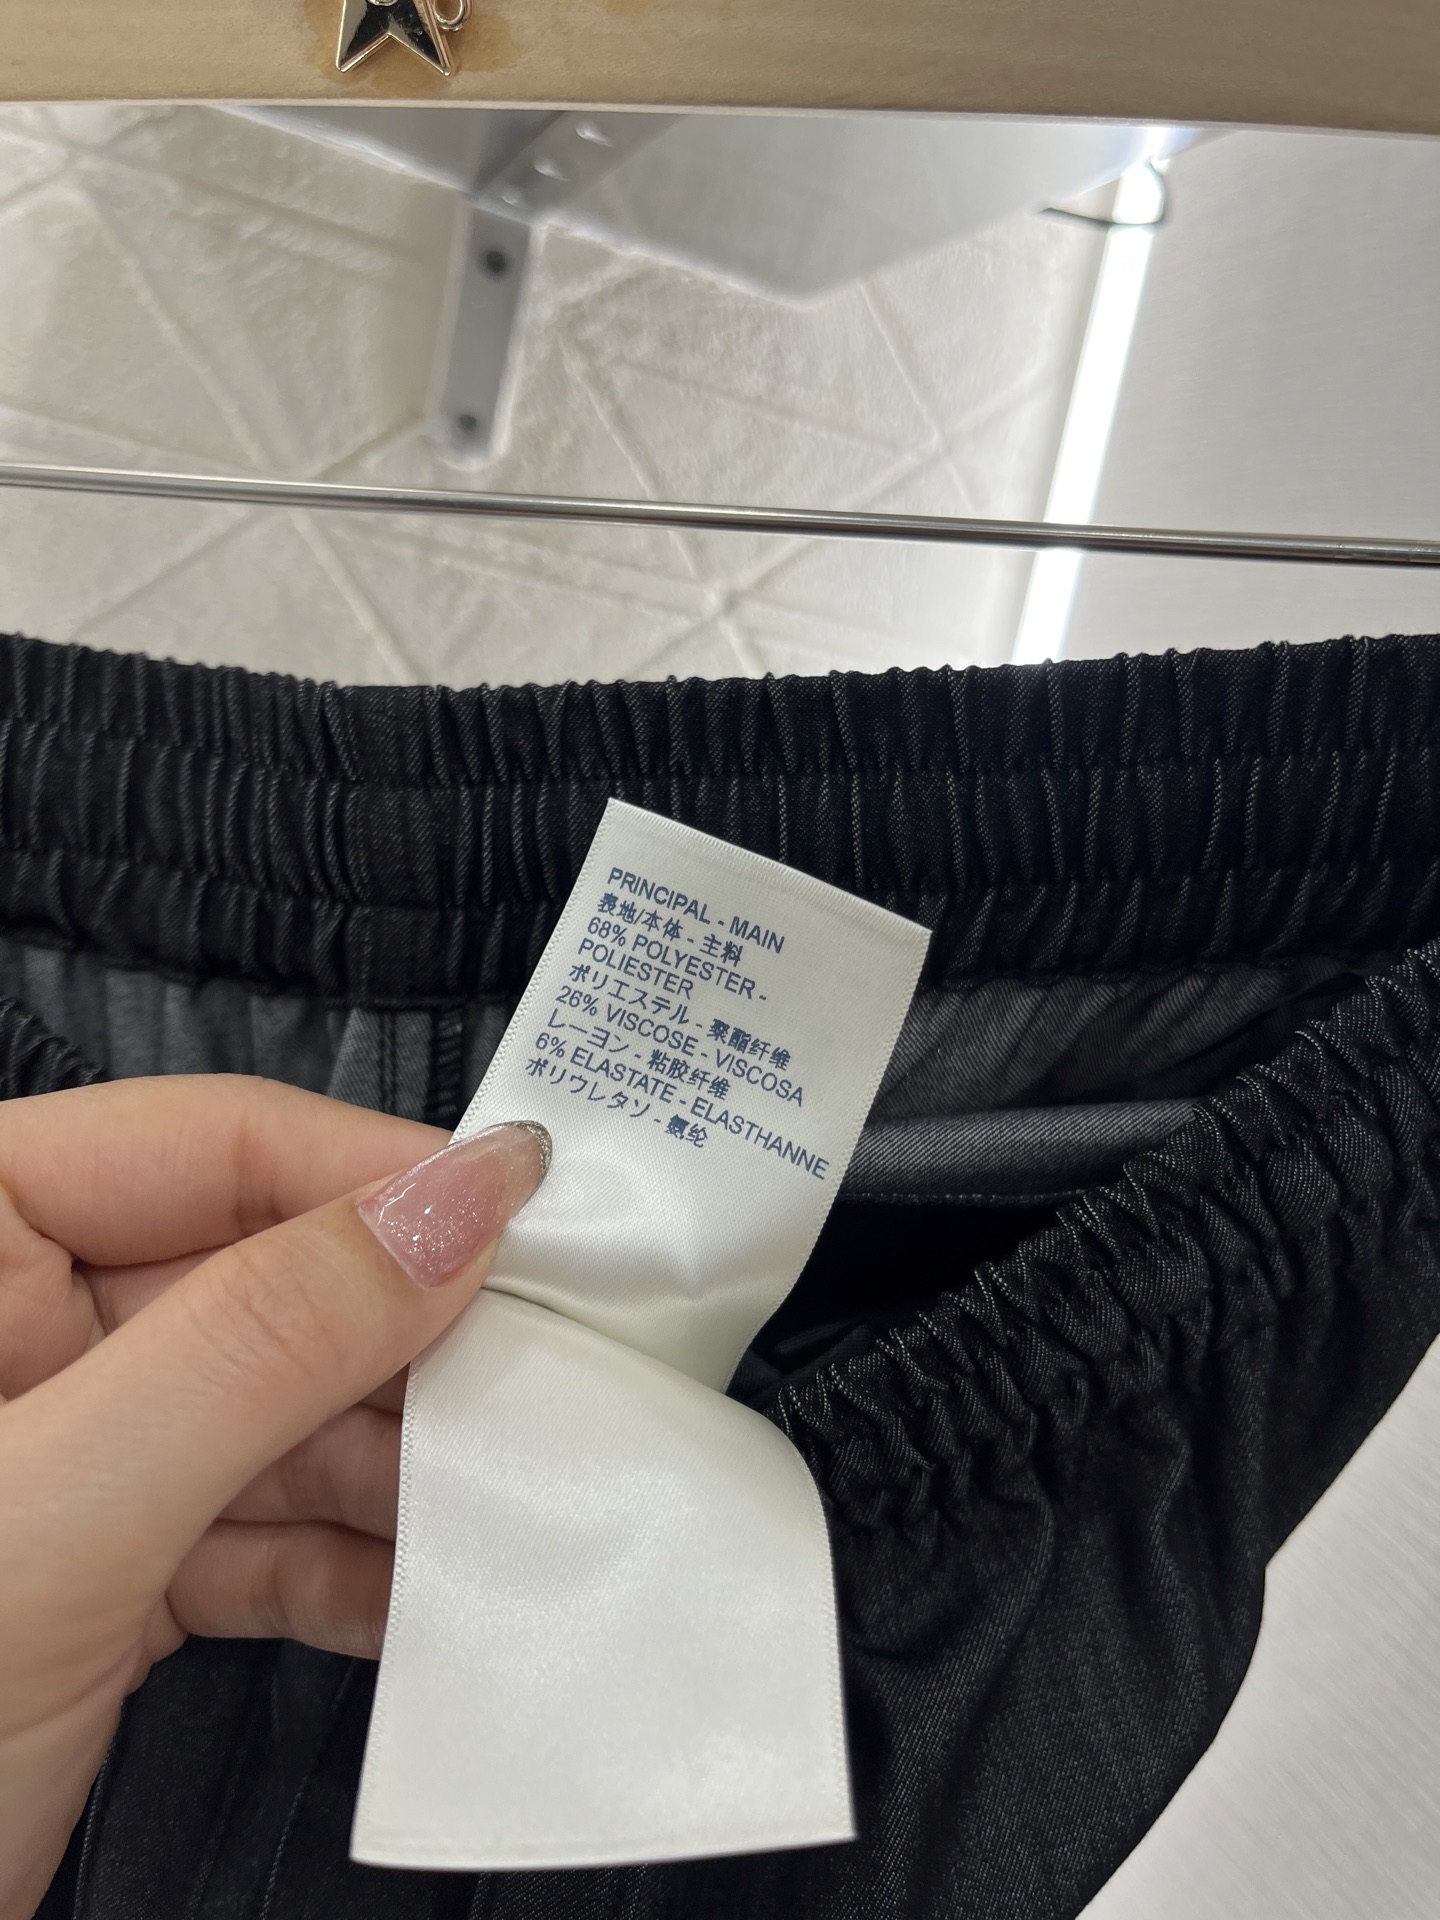 PRINCIPAL - MAIN
表地/本体 - 主料
68% POLYESTER -
POLIESTER
ポリエステル - 聚酯纤维
26% VISCOSE - VISCOSA
レーヨン - 粘胶纤维
6% ELASTATE - ELASTHANNE
ポリウレタソ - 氨纶